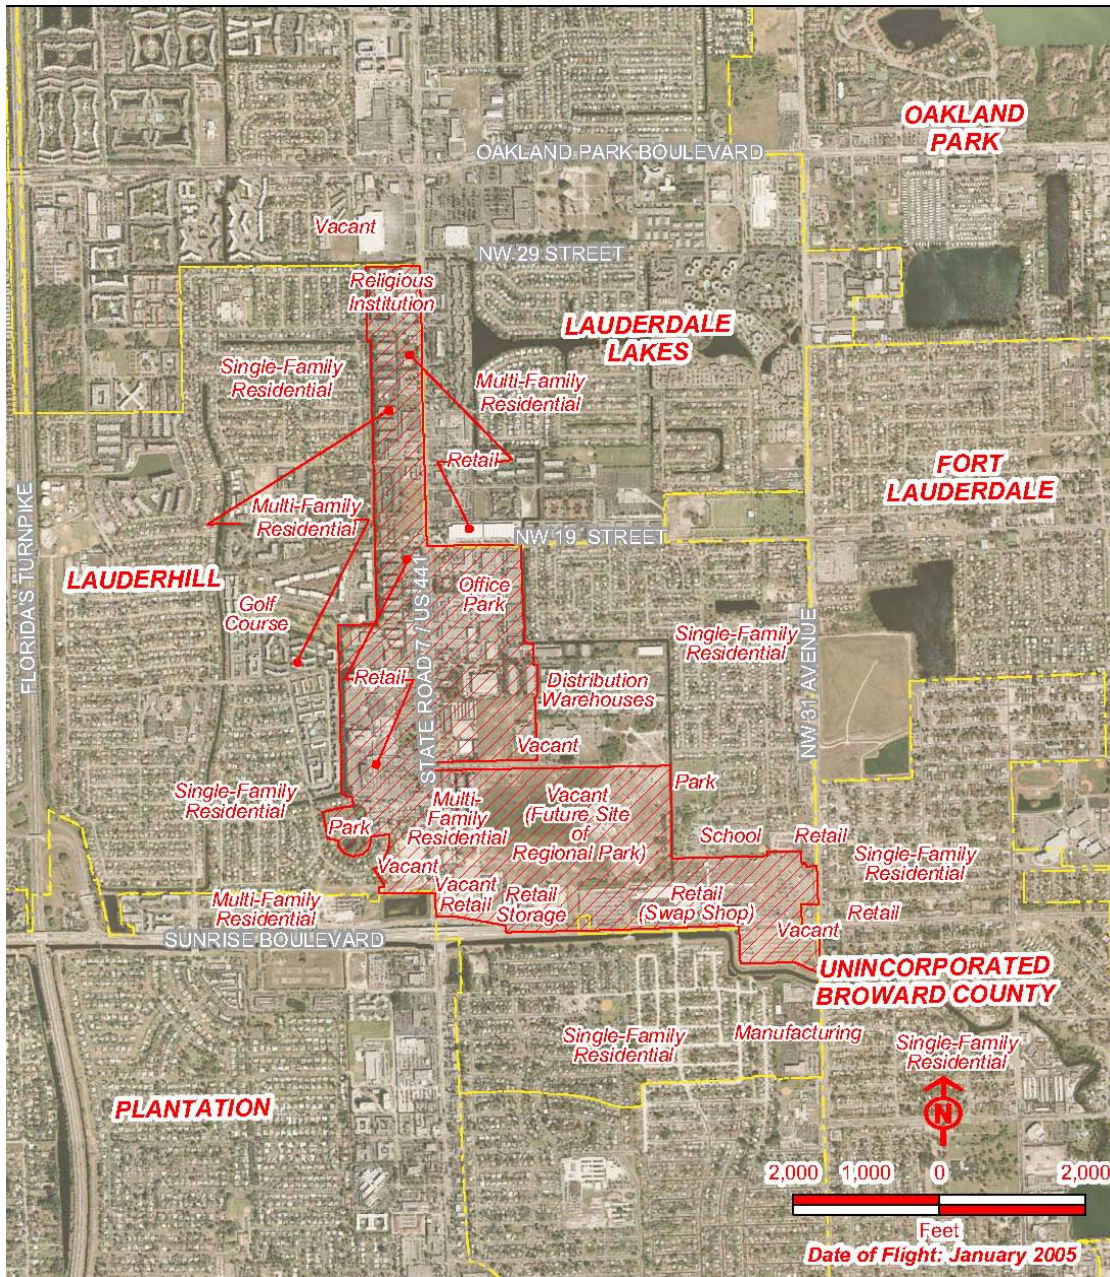 OAKLAND
PARK
OAKLAND PARK BOULEVARD
Vacant
NW 29 STREET
Religious
Institution
LAUDERDALE
LAKES
Single-Family
Residential
Multi-Family
Residential
Retail
FORT
LAUDERDALE
Multi-Family
Residential
NW 19 STREET
FLORIDA'S TURNPIKE
LAUDERHILL
STATE ROAD 7 / US 441
Office
Park
Golf
Course
Single-Family
Residential
NW 31 AVENUE
Retail
Distribution
Warehouses
Vacant
Park
Single-Family
Residential
Multi-
Family
Residential
Vacant
(Future Site
of
Regional Park)
Park
School
Retail
Vacant
Single-Family
Residential
Vacant
Retail
Retail
Storage
Retail
(Swap Shop)
Multi-Family
Residential
Retail
Vacant
SUNRISE BOULEVARD
UNINCORPORATED
BROWARD COUNTY
Single-Family
Residential
Manufacturing
Single-Family
Residential
PLANTATION
N
2,000 1,000 0 2,000
Feet
Date of Flight: January 2005